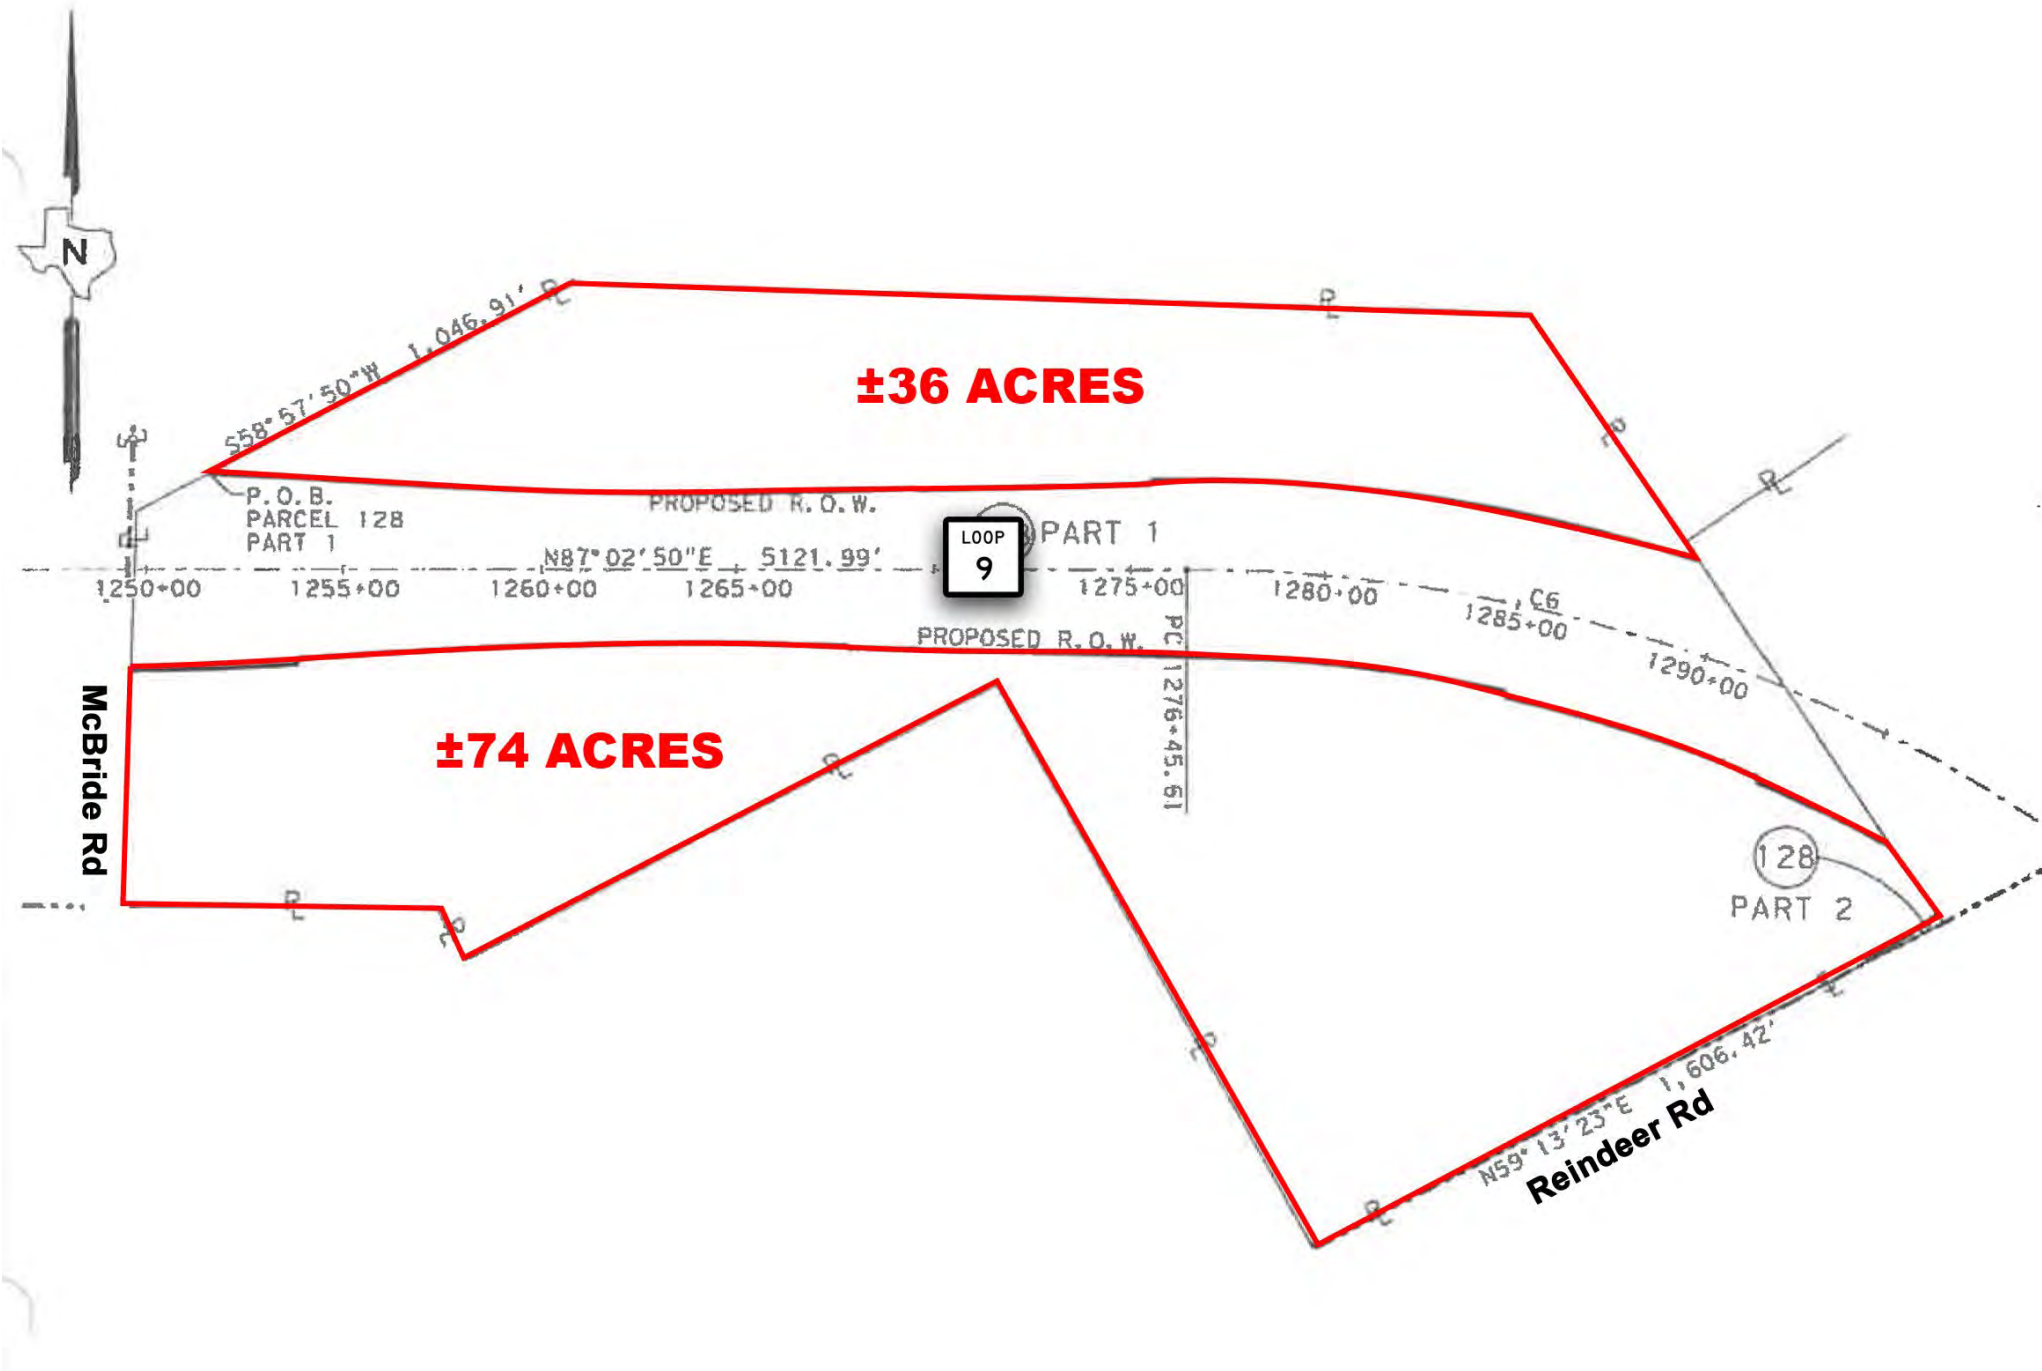 N
S58°57'50"W 1,046.91'
±36 ACRES
P.O.B.
PARCEL 128
PART 1
PROPOSED R.O.W.
PART 1
LOOP
9
N87°02'50"E 5121.99'
1250+00
1255+00
1260+00
1265+00
1275+00
1280+00
C6
1285+00
1290+00
PROPOSED R.O.W.
PC 1276+45.61
McBride Rd
±74 ACRES
128
PART 2
N59°13'23"E 1,606.42'
Reindeer Rd